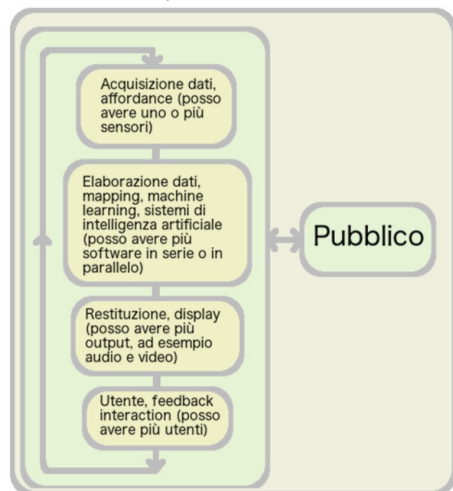 Acquisizione dati,
affordance (posso
avere uno o più
sensori)
Elaborazione dati,
mapping, machine
learning, sistemi di
intelligenza artificiale
(posso avere più
software in serie o in
parallelo)
Restituzione, display
(posso avere più
output, ad esempio
audio e video)
Utente, feedback
interaction (posso
avere più utenti)
Pubblico